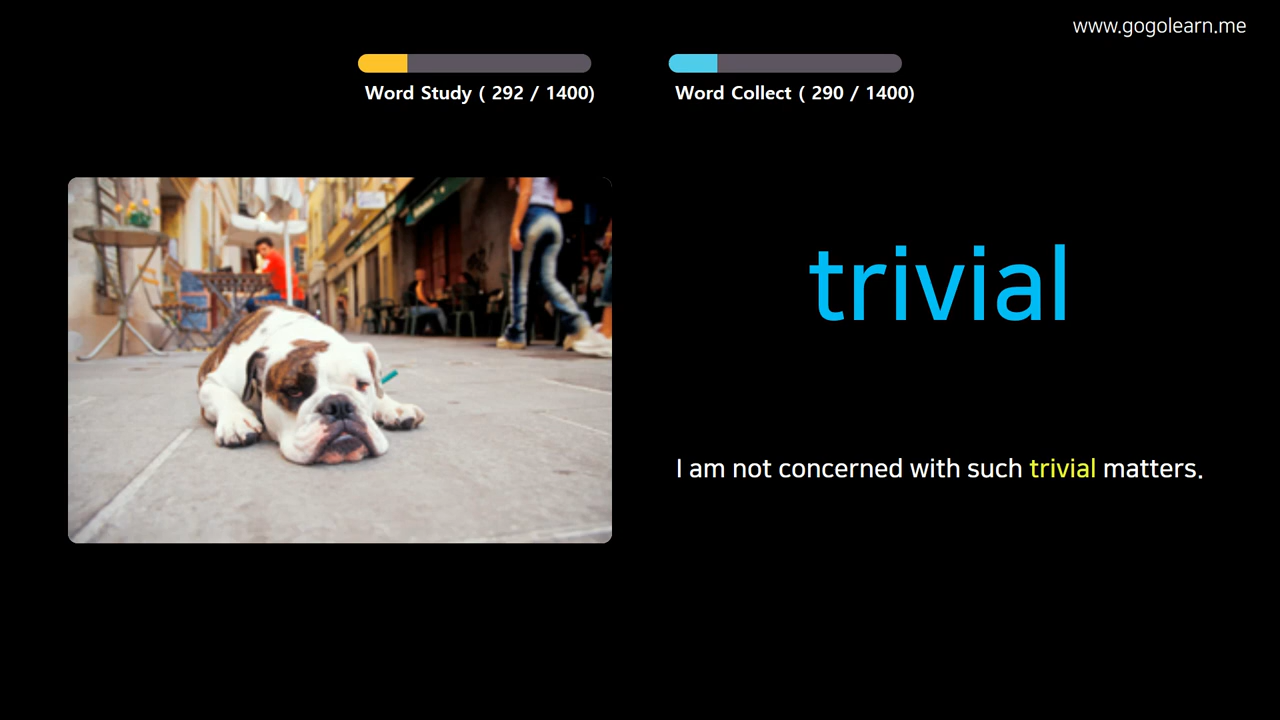 www.gogolearn.me
Word Study ( 292 / 1400)
Word Collect ( 290 / 1400)
trivial
I am not concerned with such trivial matters.